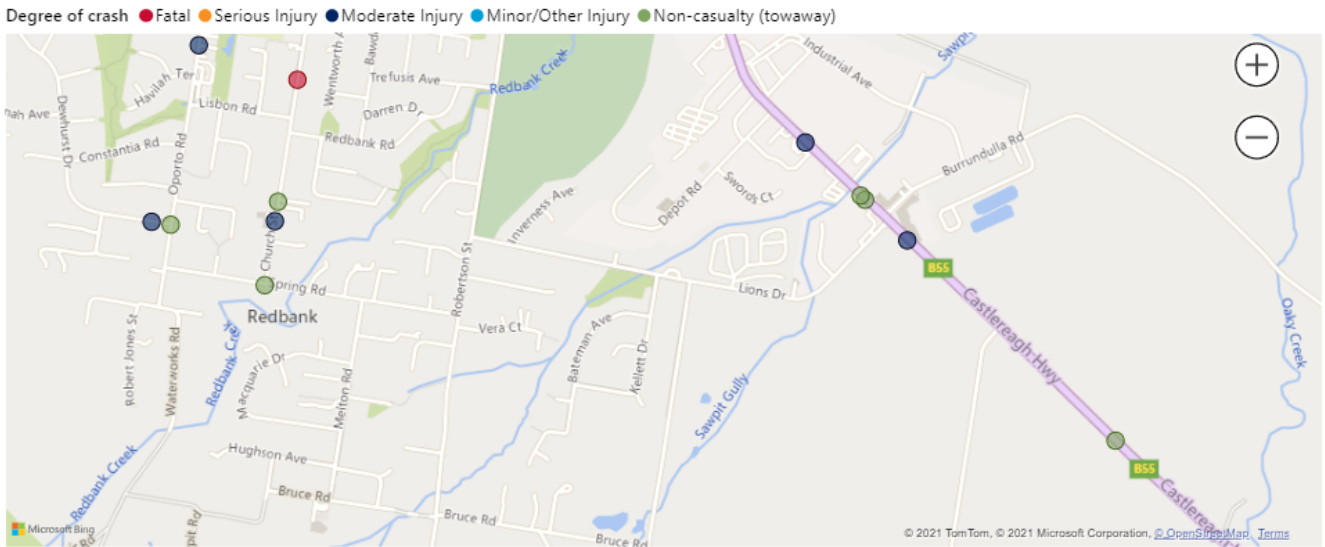 Degree of crash Fatal Serious Injury Moderate Injury Minor/Other Injury Non-casualty (towaway)
Industrial Ave
Redbank Creek
Trefusis Ave
Havilah Ter
Lisbon Rd
Darren Dr
Dewhurst Dr
Redbank Rd
Constantia Rd
Oporto Rd
Burrundulla Rd
Swords Ct
Depot Rd
Inverness Ave
Church
Robertson St
B55
Spring Rd
Lions Dr
Castlereagh Hwy
Redbank
Vera Ct
Oaky Creek
Robert Jones St
Waterworks Rd
Redbank Creek
Macquarie Dr
Bateman Ave
Kellett Dr
Melton Rd
Sawpit Gully
Hughson Ave
Redbank Creek
B55
Bruce Rd
Bruce Rd
Bruce Rd
Microsoft Bing
© 2021 TomTom, © 2021 Microsoft Corporation, © OpenStreetMap Terms